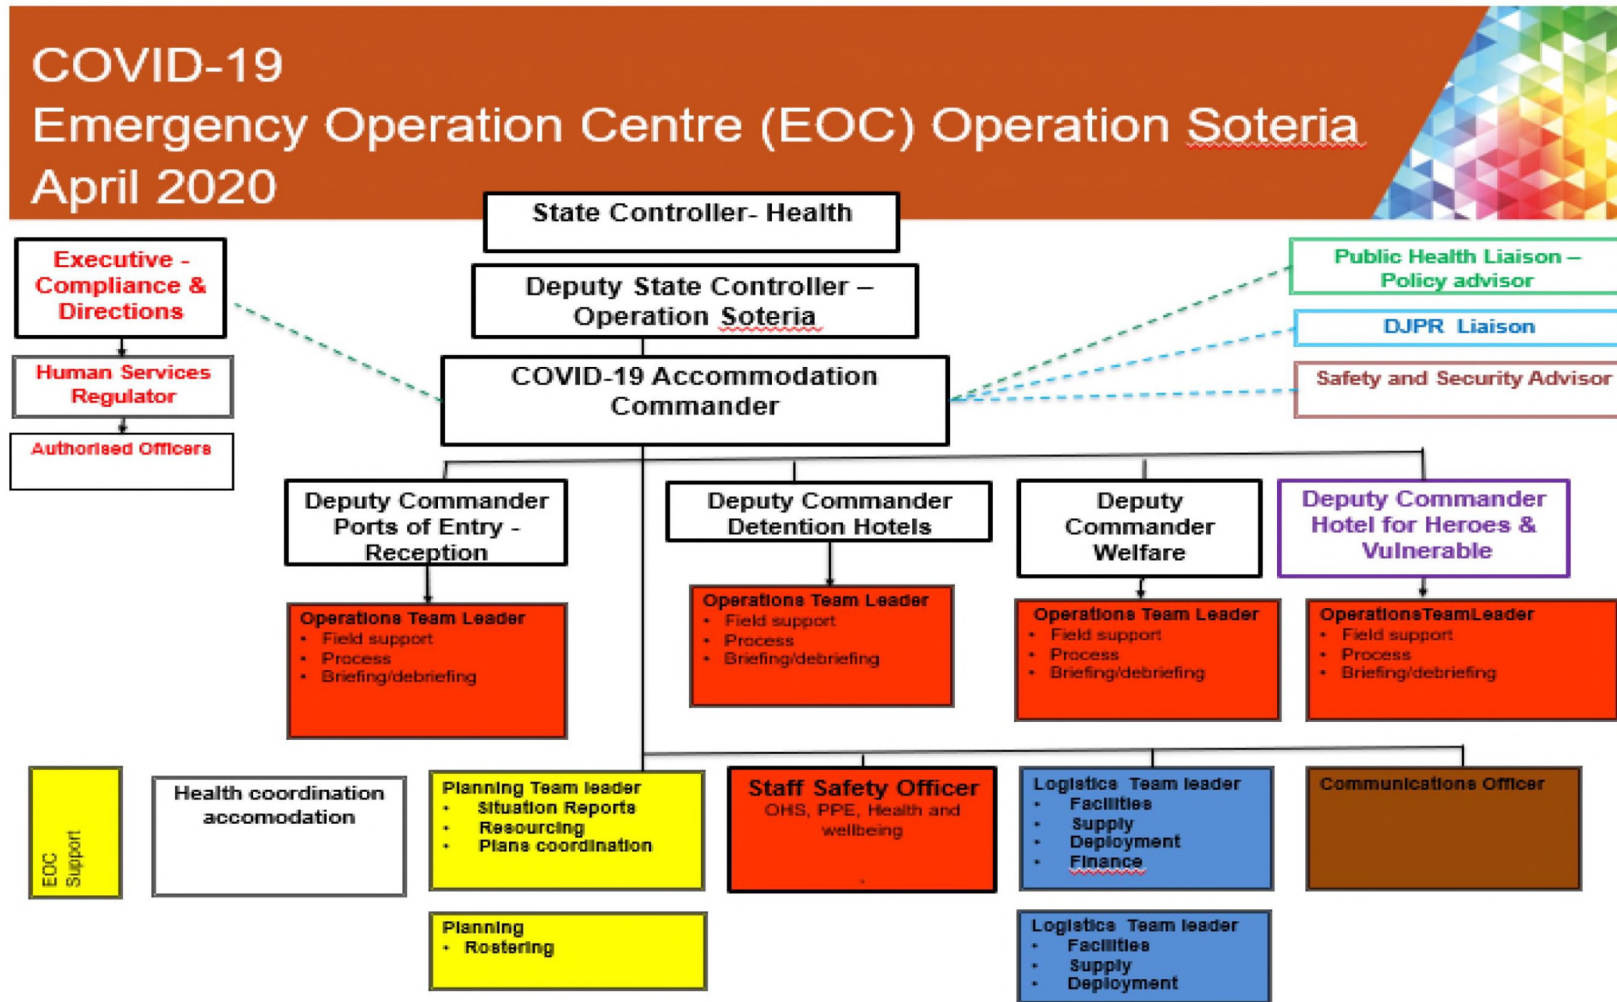 COVID-19
Emergency Operation Centre (EOC) Operation Soteria
April 2020
State Controller- Health
Executive -
Compliance &
Directions
Deputy State Controller –
Operation Soteria
Public Health Liaison –
Policy advisor
DJPR Liaison
Human Services
Regulator
COVID-19 Accommodation
Commander
Safety and Security Advisor
Authorised Officers
Deputy Commander
Ports of Entry -
Reception
Deputy Commander
Detention Hotels
Deputy
Commander
Welfare
Deputy Commander
Hotel for Heroes &
Vulnerable
Operations Team Leader
• Field support
• Process
• Briefing/debriefing
Operations Team Leader
• Field support
• Process
• Briefing/debriefing
Operations Team Leader
• Field support
• Process
• Briefing/debriefing
OperationsTeamLeader
• Field support
• Process
• Briefing/debriefing
EOC
Support
Health coordination
accomodation
Planning Team leader
• Situation Reports
• Resourcing
• Plans coordination
Staff Safety Officer
OHS, PPE, Health and
wellbeing
.
Logistics Team leader
• Facilities
• Supply
• Deployment
• Finance
Communications Officer
Planning
• Rostering
Logistics Team leader
• Facilities
• Supply
• Deployment